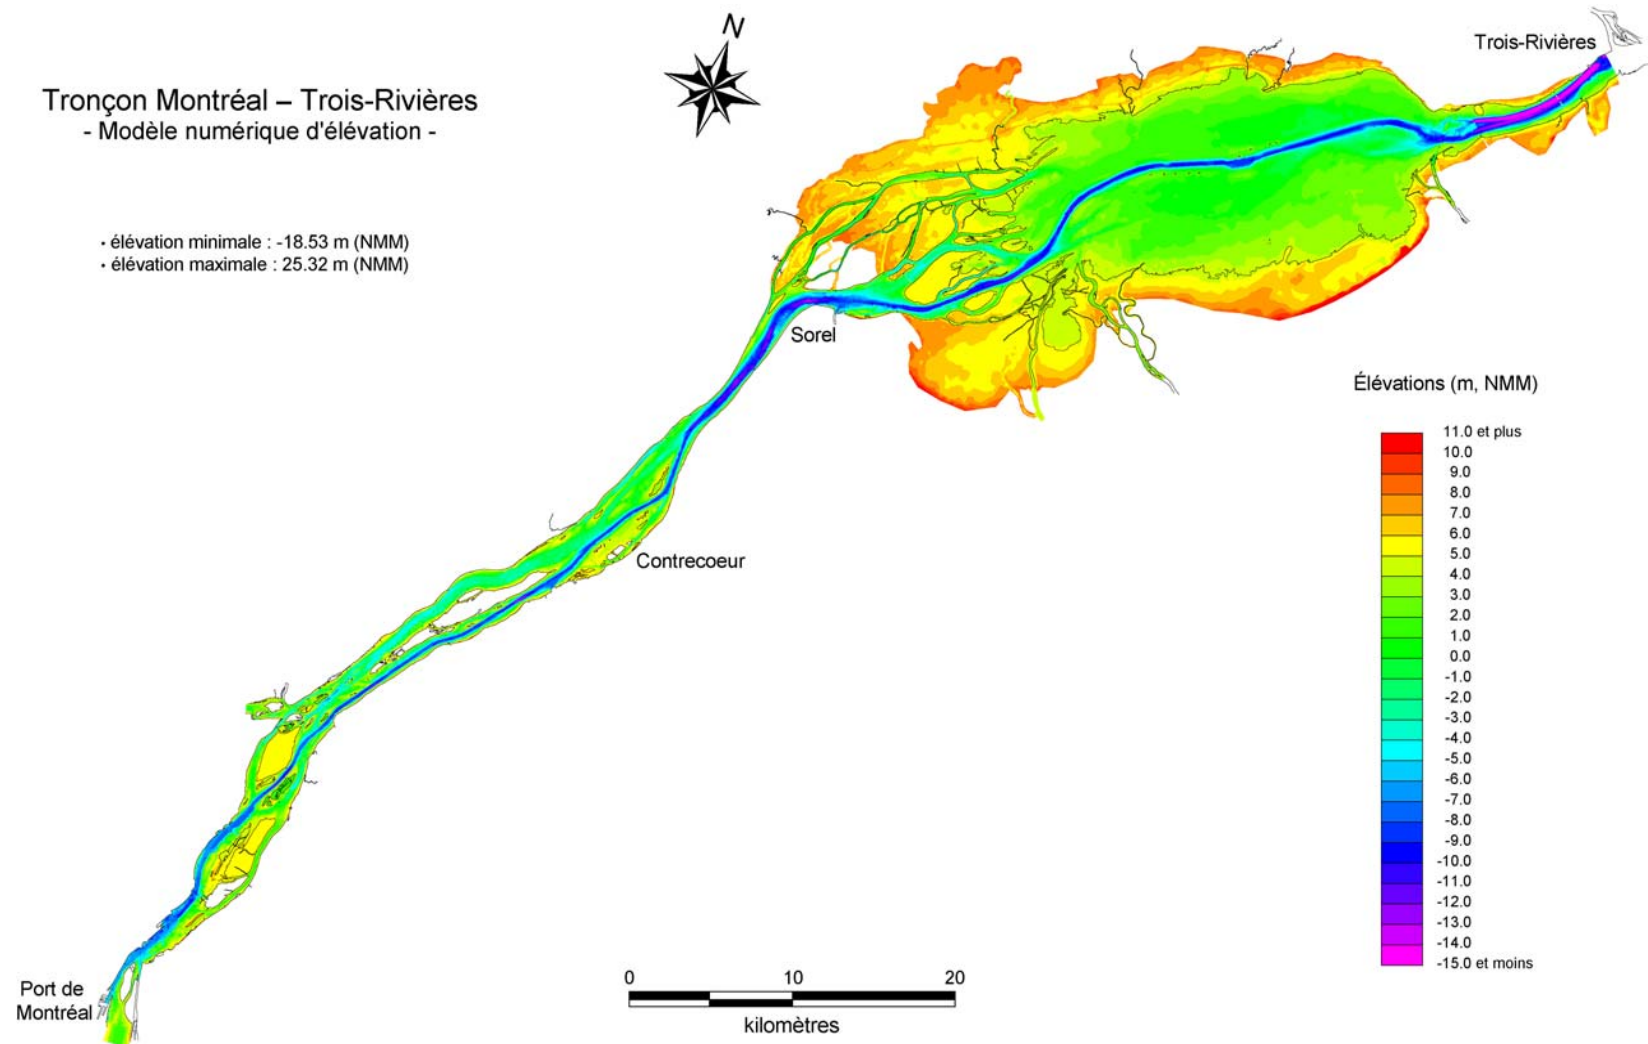 N
Trois-Rivières
Tronçon Montréal – Trois-Rivières
- Modèle numérique d'élévation -
• élévation minimale : -18.53 m (NMM)
• élévation maximale : 25.32 m (NMM)
Sorel
Contrecoeur
Port de
Montréal
Élévations (m, NMM)
11.0 et plus
10.0
9.0
8.0
7.0
6.0
5.0
4.0
3.0
2.0
1.0
0.0
-1.0
-2.0
-3.0
-4.0
-5.0
-6.0
-7.0
-8.0
-9.0
-10.0
-11.0
-12.0
-13.0
-14.0
-15.0 et moins
0 10 20
kilomètres